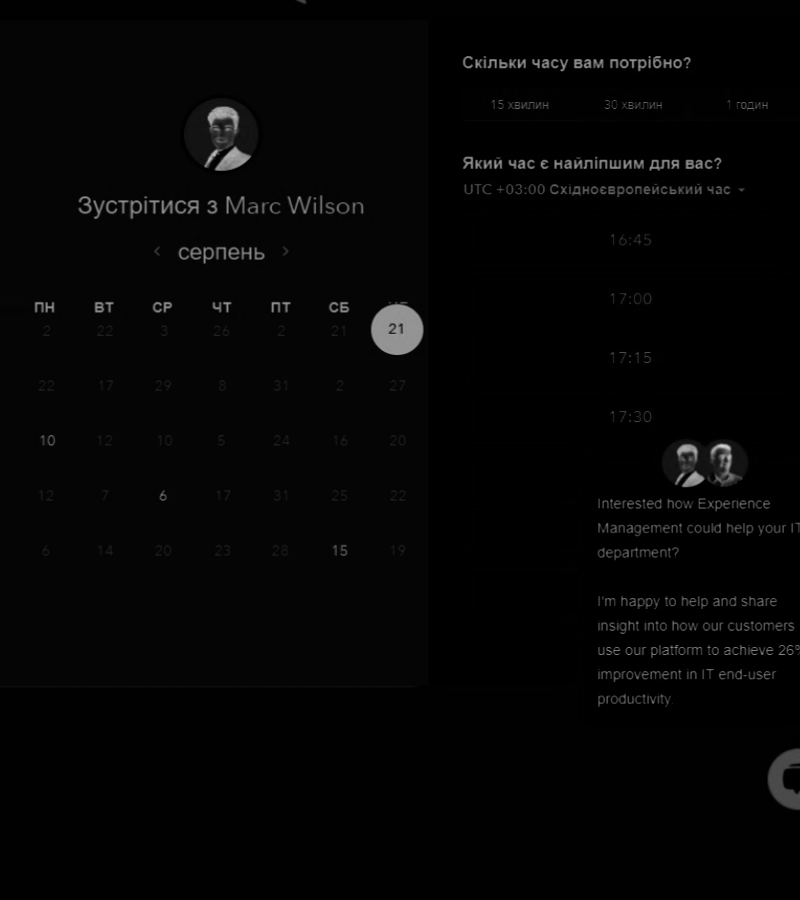 Зустрітися з Marc Wilson
серпень
ПН ВТ СР ЧТ ПТ СБ
2 22 3 26 2 21 21
22 17 29 8 31 2 27
10 12 10 5 24 16 20
12 7 6 17 31 25 22
6 14 20 23 28 15 19
Скільки часу вам потрібно?
15 хвилин 30 хвилин 1 годин
Який час є найліпшим для вас?
UTC +03:00 Східноєвропейський час
16:45
17:00
17:15
17:30
Interested how Experience
Management could help your IT
department?
I'm happy to help and share
insight into how our customers
use our platform to achieve 26%
improvement in IT end-user
productivity.